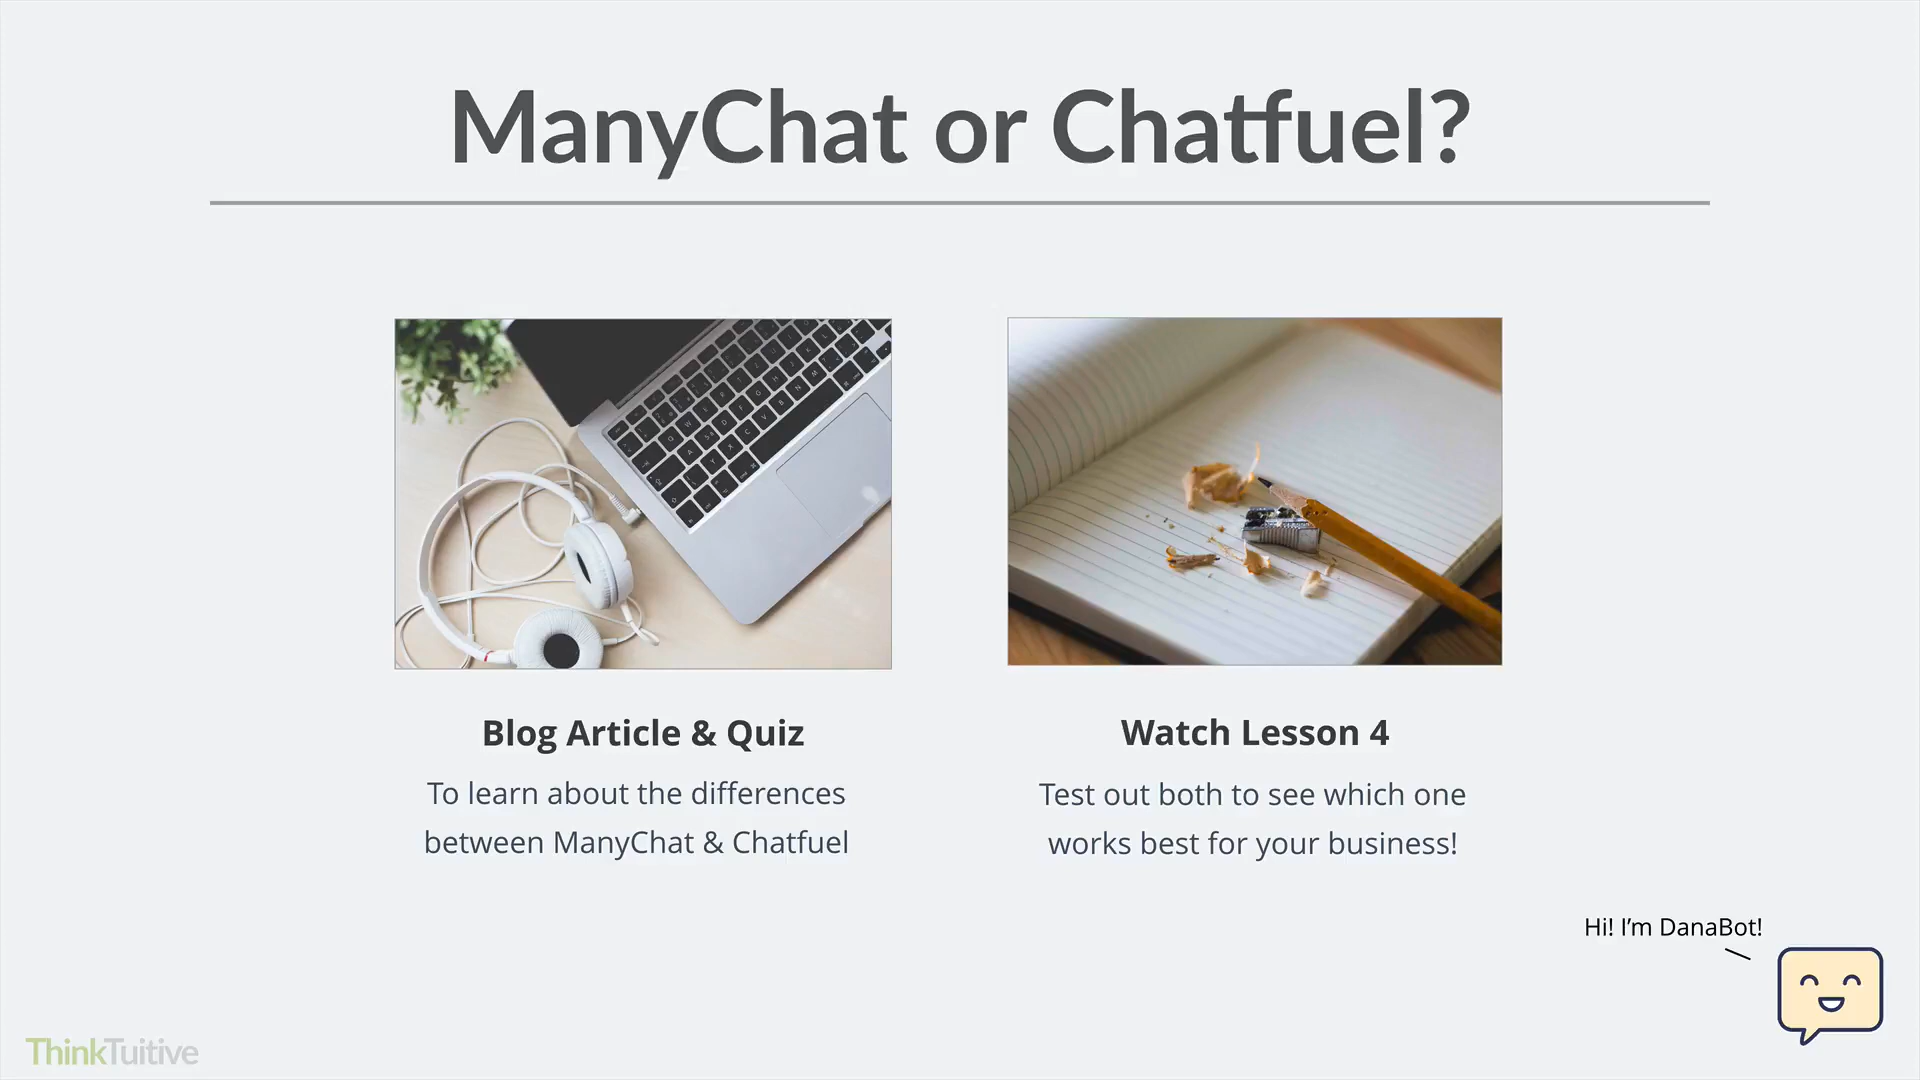 ManyChat or Chatfuel?
Blog Article & Quiz
To learn about the differences
between ManyChat & Chatfuel
Watch Lesson 4
Test out both to see which one
works best for your business!
Hi! I'm DanaBot!
ThinkTuitive